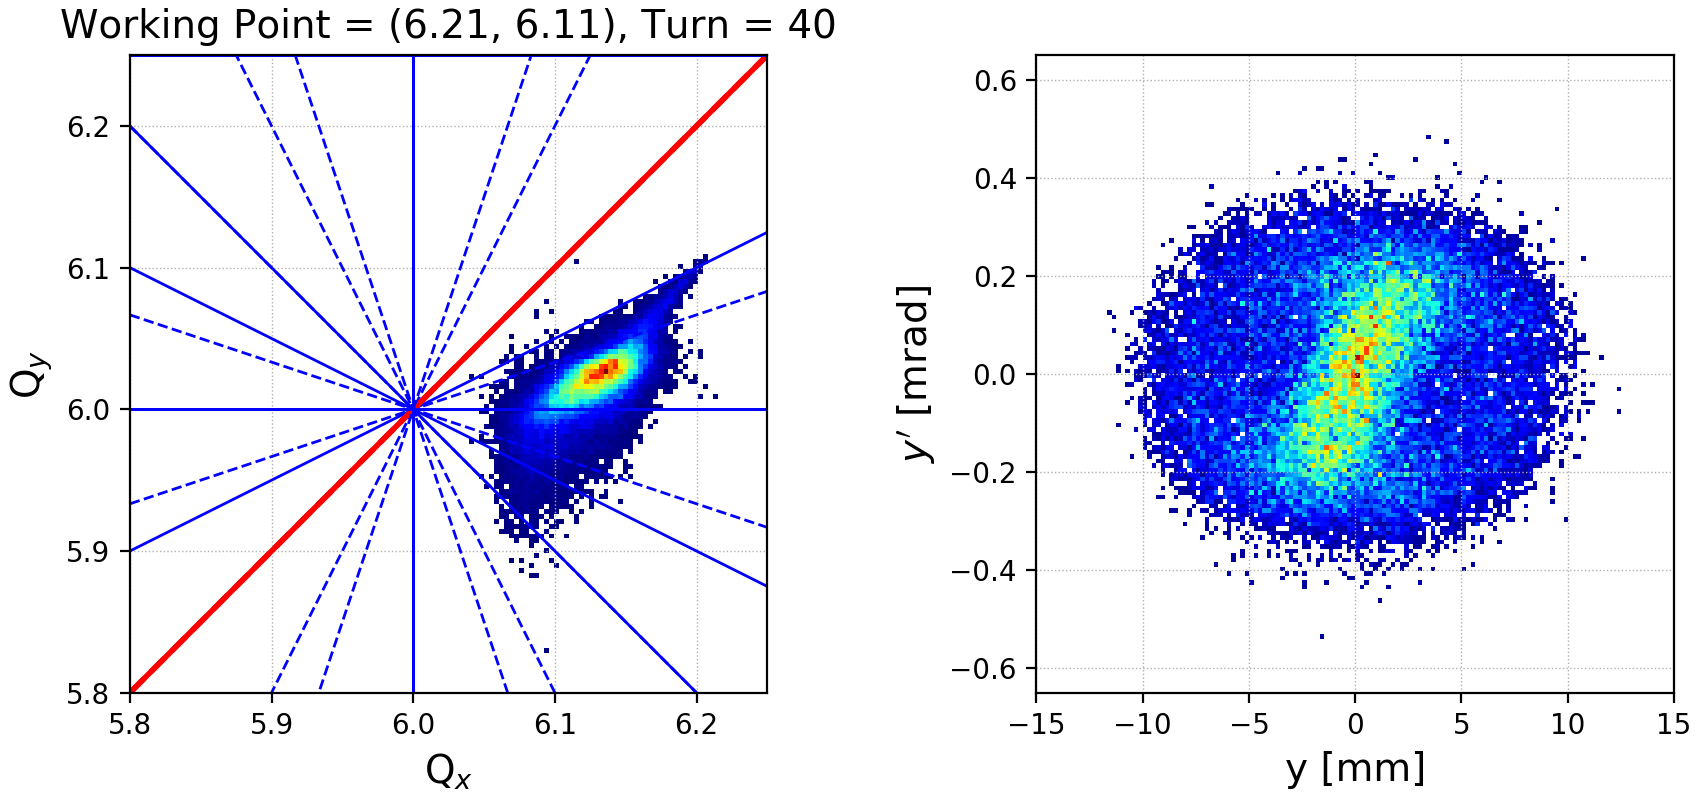 Working Point = (6.21, 6.11), Turn = 40
6.2
6.1
6.0
5.9
5.8
Q_y
5.8 5.9 6.0 6.1 6.2
Q_x
0.6
0.4
0.2
0.0
−0.2
−0.4
−0.6
y′ [mrad]
−15 −10 −5 0 5 10 15
y [mm]